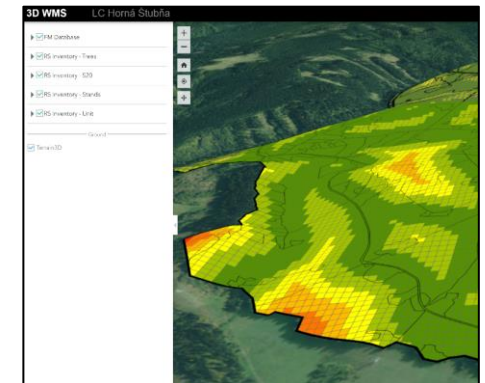 3D WMS LC Horná Štubňa
FM Database
RS Inventory - Trees
RS Inventory - S20
RS Inventory - Stands
RS Inventory - Unit
Ground
Terrain3D